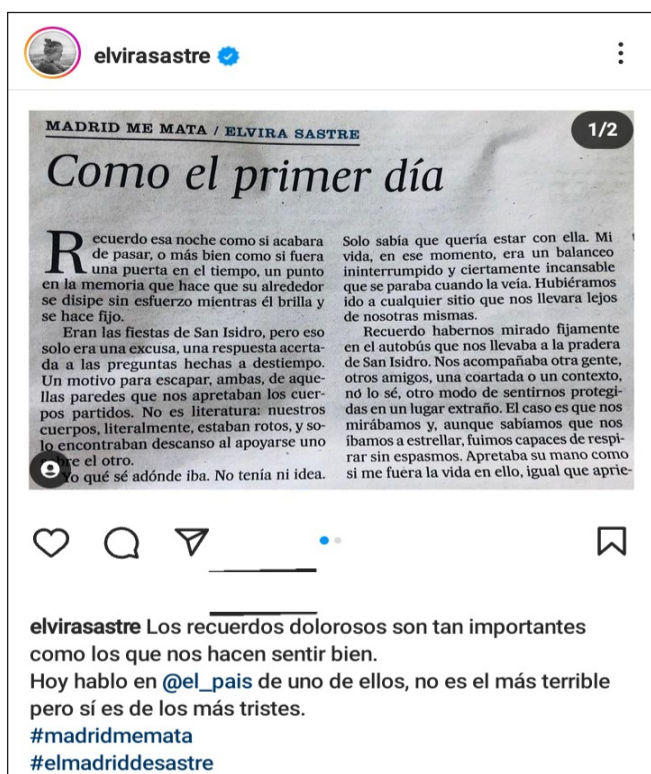 elvirasastre
MADRID ME MATA / ELVIRA SASTRE
1/2
Como el primer día
Recuerdo esa noche como si acabara
de pasar, o más bien como si fuera
una puerta en el tiempo, un punto
en la memoria que hace que su alrededor
se disipe sin esfuerzo mientras él brilla y
se hace fijo.
Eran las fiestas de San Isidro, pero eso
solo era una excusa, una respuesta acerta-
da a las preguntas hechas a destiempo.
Un motivo para escapar, ambas, de aque-
llas paredes que nos apretaban los cuer-
pos partidos. No es literatura: nuestros
cuerpos, literalmente, estaban rotos, y so-
lo encontraban descanso al apoyarse uno
el otro.
Yo qué sé adónde iba. No tenía ni idea.
Solo sabía que quería estar con ella. Mi
vida, en ese momento, era un balanceo
ininterrumpido y ciertamente incansable
que se paraba cuando la veía. Hubiéramos
ido a cualquier sitio que nos llevara lejos
de nosotras mismas.
Recuerdo habernos mirado fijamente
en el autobús que nos llevaba a la pradera
de San Isidro. Nos acompañaba otra gente,
otros amigos, una coartada o un contexto,
no lo sé, otro modo de sentirnos protegi-
das en un lugar extraño. El caso es que nos
mirábamos y, aunque sabíamos que nos
íbamos a estrellar, fuimos capaces de respi-
rar sin espasmos. Apretaba su mano como
si me fuera la vida en ello, igual que aprie-
elvirasastre Los recuerdos dolorosos son tan importantes
como los que nos hacen sentir bien.
Hoy hablo en @el_pais de uno de ellos, no es el más terrible
pero sí es de los más tristes.
#madridmemata
#elmadriddesastre